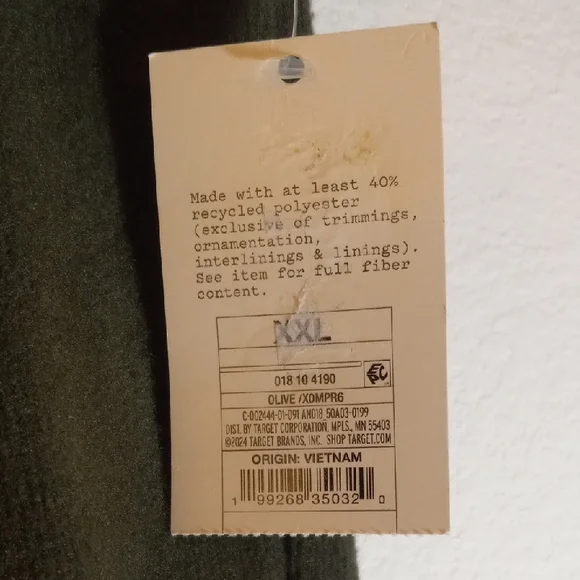 Made with at least 40%
recycled polyester
(exclusive of trimmings,
ornamentation,
interlinings & linings).
See item for full fiber
content.
XXL
018 10 4190
EPC
OLIVE /XOMPR6
C-002444-01-091 AND18 50A03-0199
DIST. BY TARGET CORPORATION, MPLS., MN 55403
©2024 TARGET BRANDS, INC. SHOP TARGET.COM
ORIGIN: VIETNAM
1 99268 35032 0